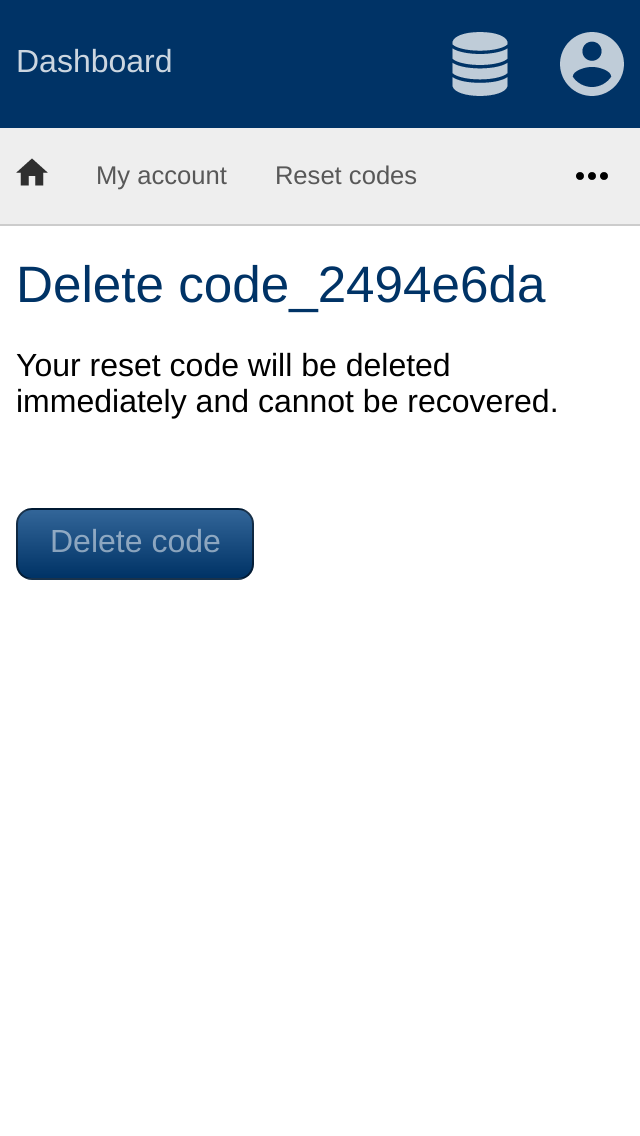 Dashboard
My account Reset codes
Delete code_2494e6da
Your reset code will be deleted
immediately and cannot be recovered.
Delete code